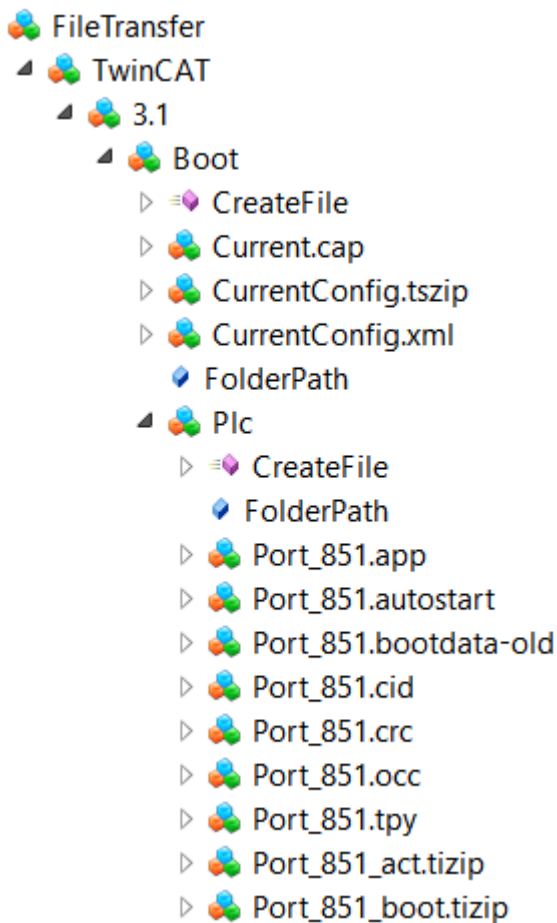 FileTransfer
TwinCAT
3.1
Boot
CreateFile
Current.cap
CurrentConfig.tszip
CurrentConfig.xml
FolderPath
Plc
CreateFile
FolderPath
Port_851.app
Port_851.autostart
Port_851.bootdata-old
Port_851.cid
Port_851.crc
Port_851.occ
Port_851.tpy
Port_851_act.tizip
Port_851_boot.tizip